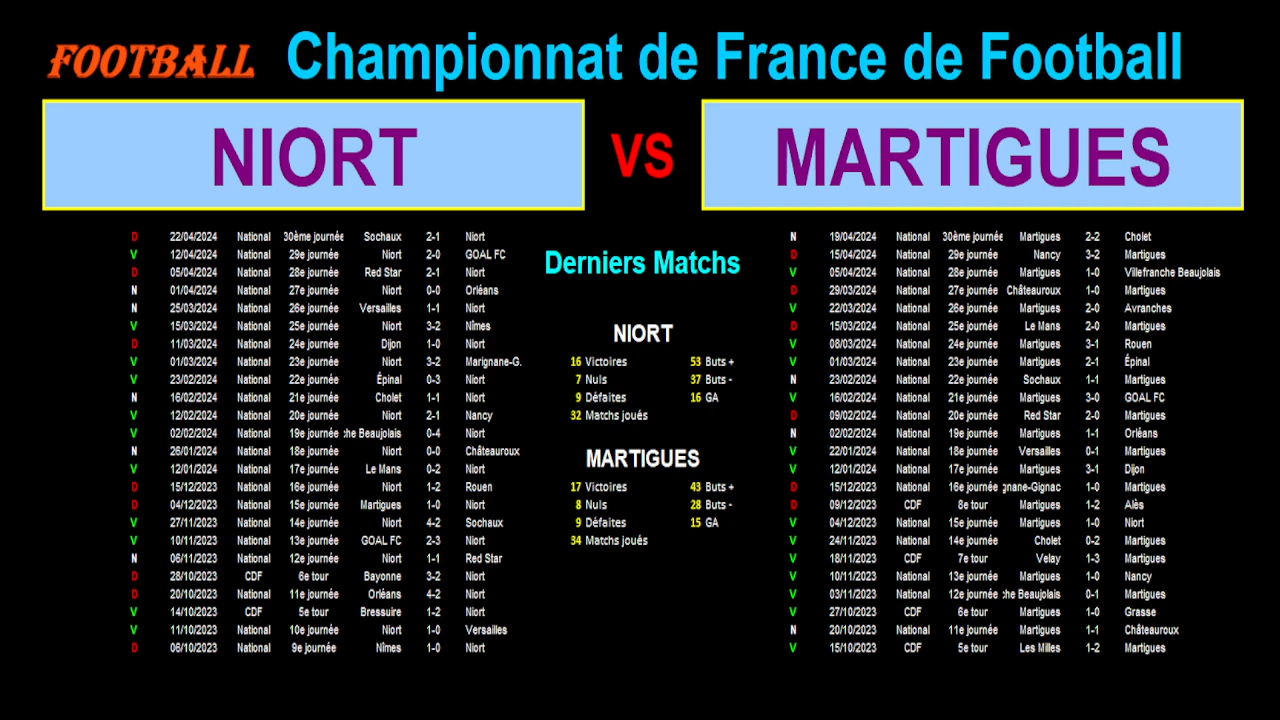 FOOTBALL Championnat de France de Football
NIORT VS MARTIGUES
D 22/04/2024 National 30ème journée Sochaux 2-1 Niort
V 12/04/2024 National 29e journée Niort 2-0 GOAL FC
D 05/04/2024 National 28e journée Red Star 2-1 Niort
N 01/04/2024 National 27e journée Niort 0-0 Orléans
N 25/03/2024 National 26e journée Versailles 1-1 Niort
V 15/03/2024 National 25e journée Niort 3-2 Nîmes
D 11/03/2024 National 24e journée Dijon 1-0 Niort
V 01/03/2024 National 23e journée Niort 3-2 Marignane-G.
V 23/02/2024 National 22e journée Épinal 0-3 Niort
N 16/02/2024 National 21e journée Cholet 1-1 Niort
V 12/02/2024 National 20e journée Niort 2-1 Nancy
V 02/02/2024 National 19e journée he Beaujolais 0-4 Niort
N 26/01/2024 National 18e journée Niort 0-0 Châteauroux
V 12/01/2024 National 17e journée Le Mans 0-2 Niort
D 15/12/2023 National 16e journée Niort 1-2 Rouen
D 04/12/2023 National 15e journée Martigues 1-0 Niort
V 27/11/2023 National 14e journée Niort 4-2 Sochaux
V 10/11/2023 National 13e journée GOAL FC 2-3 Niort
N 06/11/2023 National 12e journée Niort 1-1 Red Star
D 28/10/2023 CDF 6e tour Bayonne 3-2 Niort
D 20/10/2023 National 11e journée Orléans 4-2 Niort
V 14/10/2023 CDF 5e tour Bressuire 1-2 Niort
V 11/10/2023 National 10e journée Niort 1-0 Versailles
D 06/10/2023 National 9e journée Nîmes 1-0 Niort
Derniers Matchs
NIORT
16 Victoires 53 Buts +
7 Nuls 37 Buts -
9 Défaites 16 GA
32 Matchs joués
MARTIGUES
17 Victoires 43 Buts +
8 Nuls 28 Buts -
9 Défaites 15 GA
34 Matchs joués
N 19/04/2024 National 30ème journée Martigues 2-2 Cholet
D 15/04/2024 National 29e journée Nancy 3-2 Martigues
V 05/04/2024 National 28e journée Martigues 1-0 Villefranche Beaujolais
D 29/03/2024 National 27e journée Châteauroux 1-0 Martigues
V 22/03/2024 National 26e journée Martigues 2-0 Avranches
D 15/03/2024 National 25e journée Le Mans 2-0 Martigues
V 08/03/2024 National 24e journée Martigues 3-1 Rouen
V 01/03/2024 National 23e journée Martigues 2-1 Épinal
N 23/02/2024 National 22e journée Sochaux 1-1 Martigues
V 16/02/2024 National 21e journée Martigues 3-0 GOAL FC
D 09/02/2024 National 20e journée Red Star 2-0 Martigues
N 02/02/2024 National 19e journée Martigues 1-1 Orléans
V 22/01/2024 National 18e journée Versailles 0-1 Martigues
V 12/01/2024 National 17e journée Martigues 3-1 Dijon
D 15/12/2023 National 16e journée gnane-Gignac 1-0 Martigues
D 09/12/2023 CDF 8e tour Martigues 1-2 Alès
V 04/12/2023 National 15e journée Martigues 1-0 Niort
V 24/11/2023 National 14e journée Cholet 0-2 Martigues
V 18/11/2023 CDF 7e tour Velay 1-3 Martigues
V 10/11/2023 National 13e journée Martigues 1-0 Nancy
V 03/11/2023 National 12e journée he Beaujolais 0-1 Martigues
V 27/10/2023 CDF 6e tour Martigues 1-0 Grasse
N 20/10/2023 National 11e journée Martigues 1-1 Châteauroux
V 15/10/2023 CDF 5e tour Les Milles 1-2 Martigues